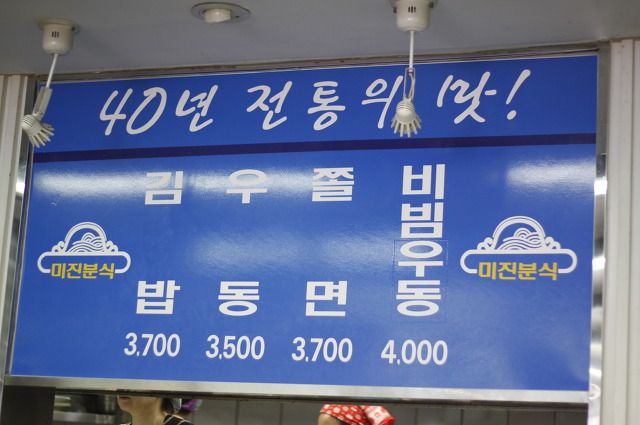 40년 전통의 맛!
김밥
우동
쫄면
비빔우동
3,700
3,500
3,700
4,000
미진분식
미진분식